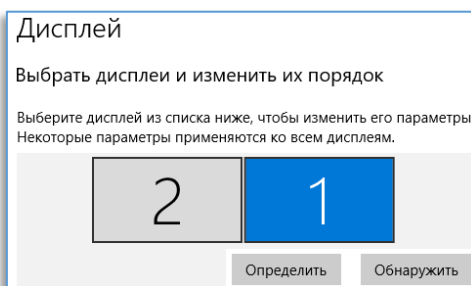 Дисплей
Выбрать дисплеи и изменить их порядок
Выберите дисплей из списка ниже, чтобы изменить его параметры
Некоторые параметры применяются ко всем дисплеям.
2 1
Определить Обнаружить